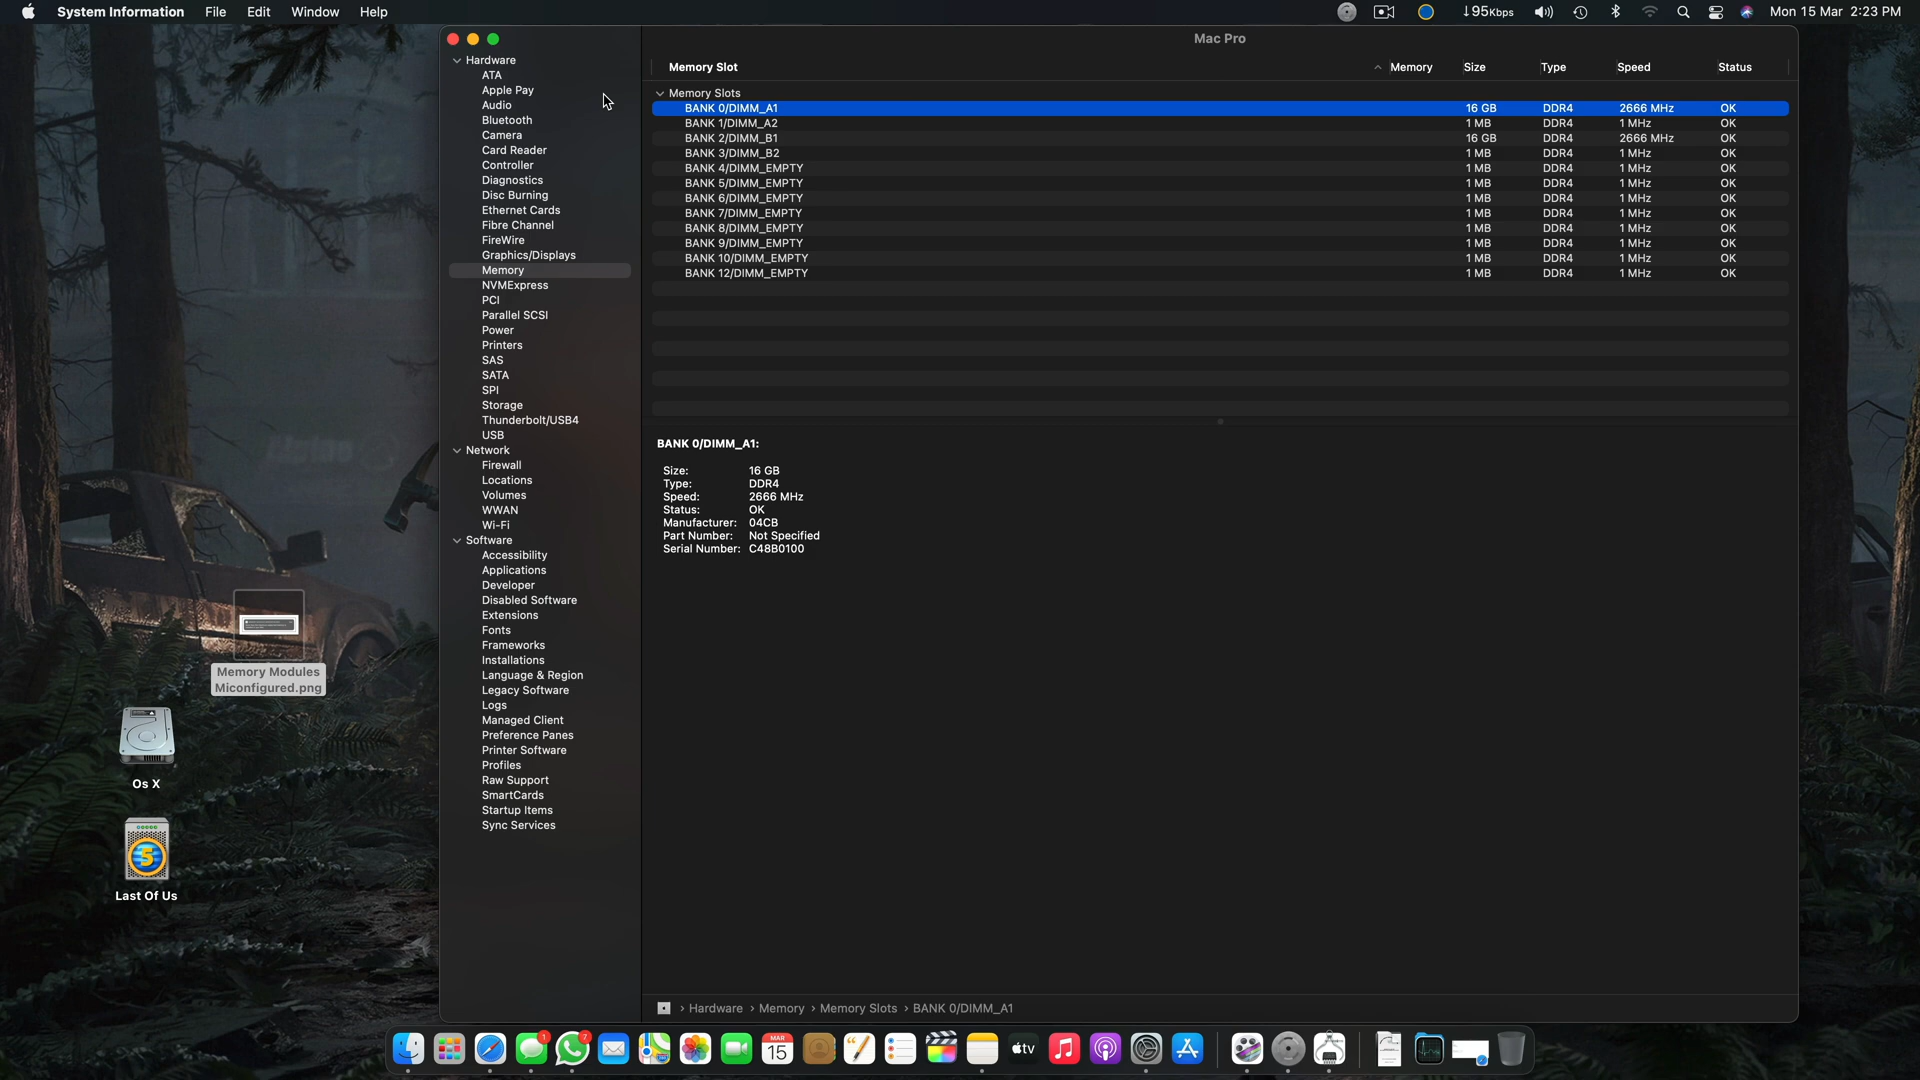 System Information File Edit Window Help
↓95Kbps Mon 15 Mar 2:23 PM
Mac Pro
Hardware
ATA
Apple Pay
Audio
Bluetooth
Camera
Card Reader
Controller
Diagnostics
Disc Burning
Ethernet Cards
Fibre Channel
FireWire
Graphics/Displays
Memory
NVMExpress
PCI
Parallel SCSI
Power
Printers
SAS
SATA
SPI
Storage
Thunderbolt/USB4
USB
Network
Firewall
Locations
Volumes
WWAN
Wi-Fi
Software
Accessibility
Applications
Developer
Disabled Software
Extensions
Fonts
Frameworks
Installations
Language & Region
Legacy Software
Logs
Managed Client
Preference Panes
Printer Software
Profiles
Raw Support
SmartCards
Startup Items
Sync Services
Memory Slot Memory Size Type Speed Status
Memory Slots
BANK 0/DIMM_A1 16 GB DDR4 2666 MHz OK
BANK 1/DIMM_A2 1 MB DDR4 1 MHz OK
BANK 2/DIMM_B1 16 GB DDR4 2666 MHz OK
BANK 3/DIMM_B2 1 MB DDR4 1 MHz OK
BANK 4/DIMM_EMPTY 1 MB DDR4 1 MHz OK
BANK 5/DIMM_EMPTY 1 MB DDR4 1 MHz OK
BANK 6/DIMM_EMPTY 1 MB DDR4 1 MHz OK
BANK 7/DIMM_EMPTY 1 MB DDR4 1 MHz OK
BANK 8/DIMM_EMPTY 1 MB DDR4 1 MHz OK
BANK 9/DIMM_EMPTY 1 MB DDR4 1 MHz OK
BANK 10/DIMM_EMPTY 1 MB DDR4 1 MHz OK
BANK 12/DIMM_EMPTY 1 MB DDR4 1 MHz OK
BANK 0/DIMM_A1:
Size: 16 GB
Type: DDR4
Speed: 2666 MHz
Status: OK
Manufacturer: 04CB
Part Number: Not Specified
Serial Number: C48B0100
Hardware › Memory › Memory Slots › BANK 0/DIMM_A1
Memory Modules
Miconfigured.png
Os X
5
Last Of Us
1
7
MAR
15
tv